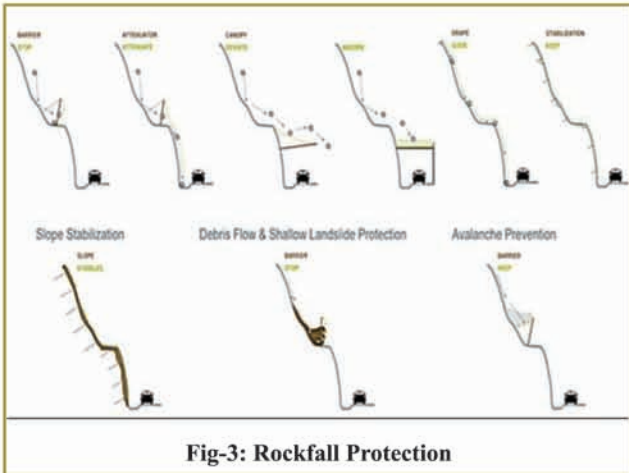 BARRIER
STOP
ATTENUATOR
ATTENUATE
CANOPY
DEVIATE
ABSORB
DRAPE
GUIDE
STABILIZATION
KEEP
Slope Stabilization
Debris Flow & Shallow Landslide Protection
Avalanche Prevention
SLOPE
BARRIER
STOP
BARRIER
KEEP
Fig-3: Rockfall Protection